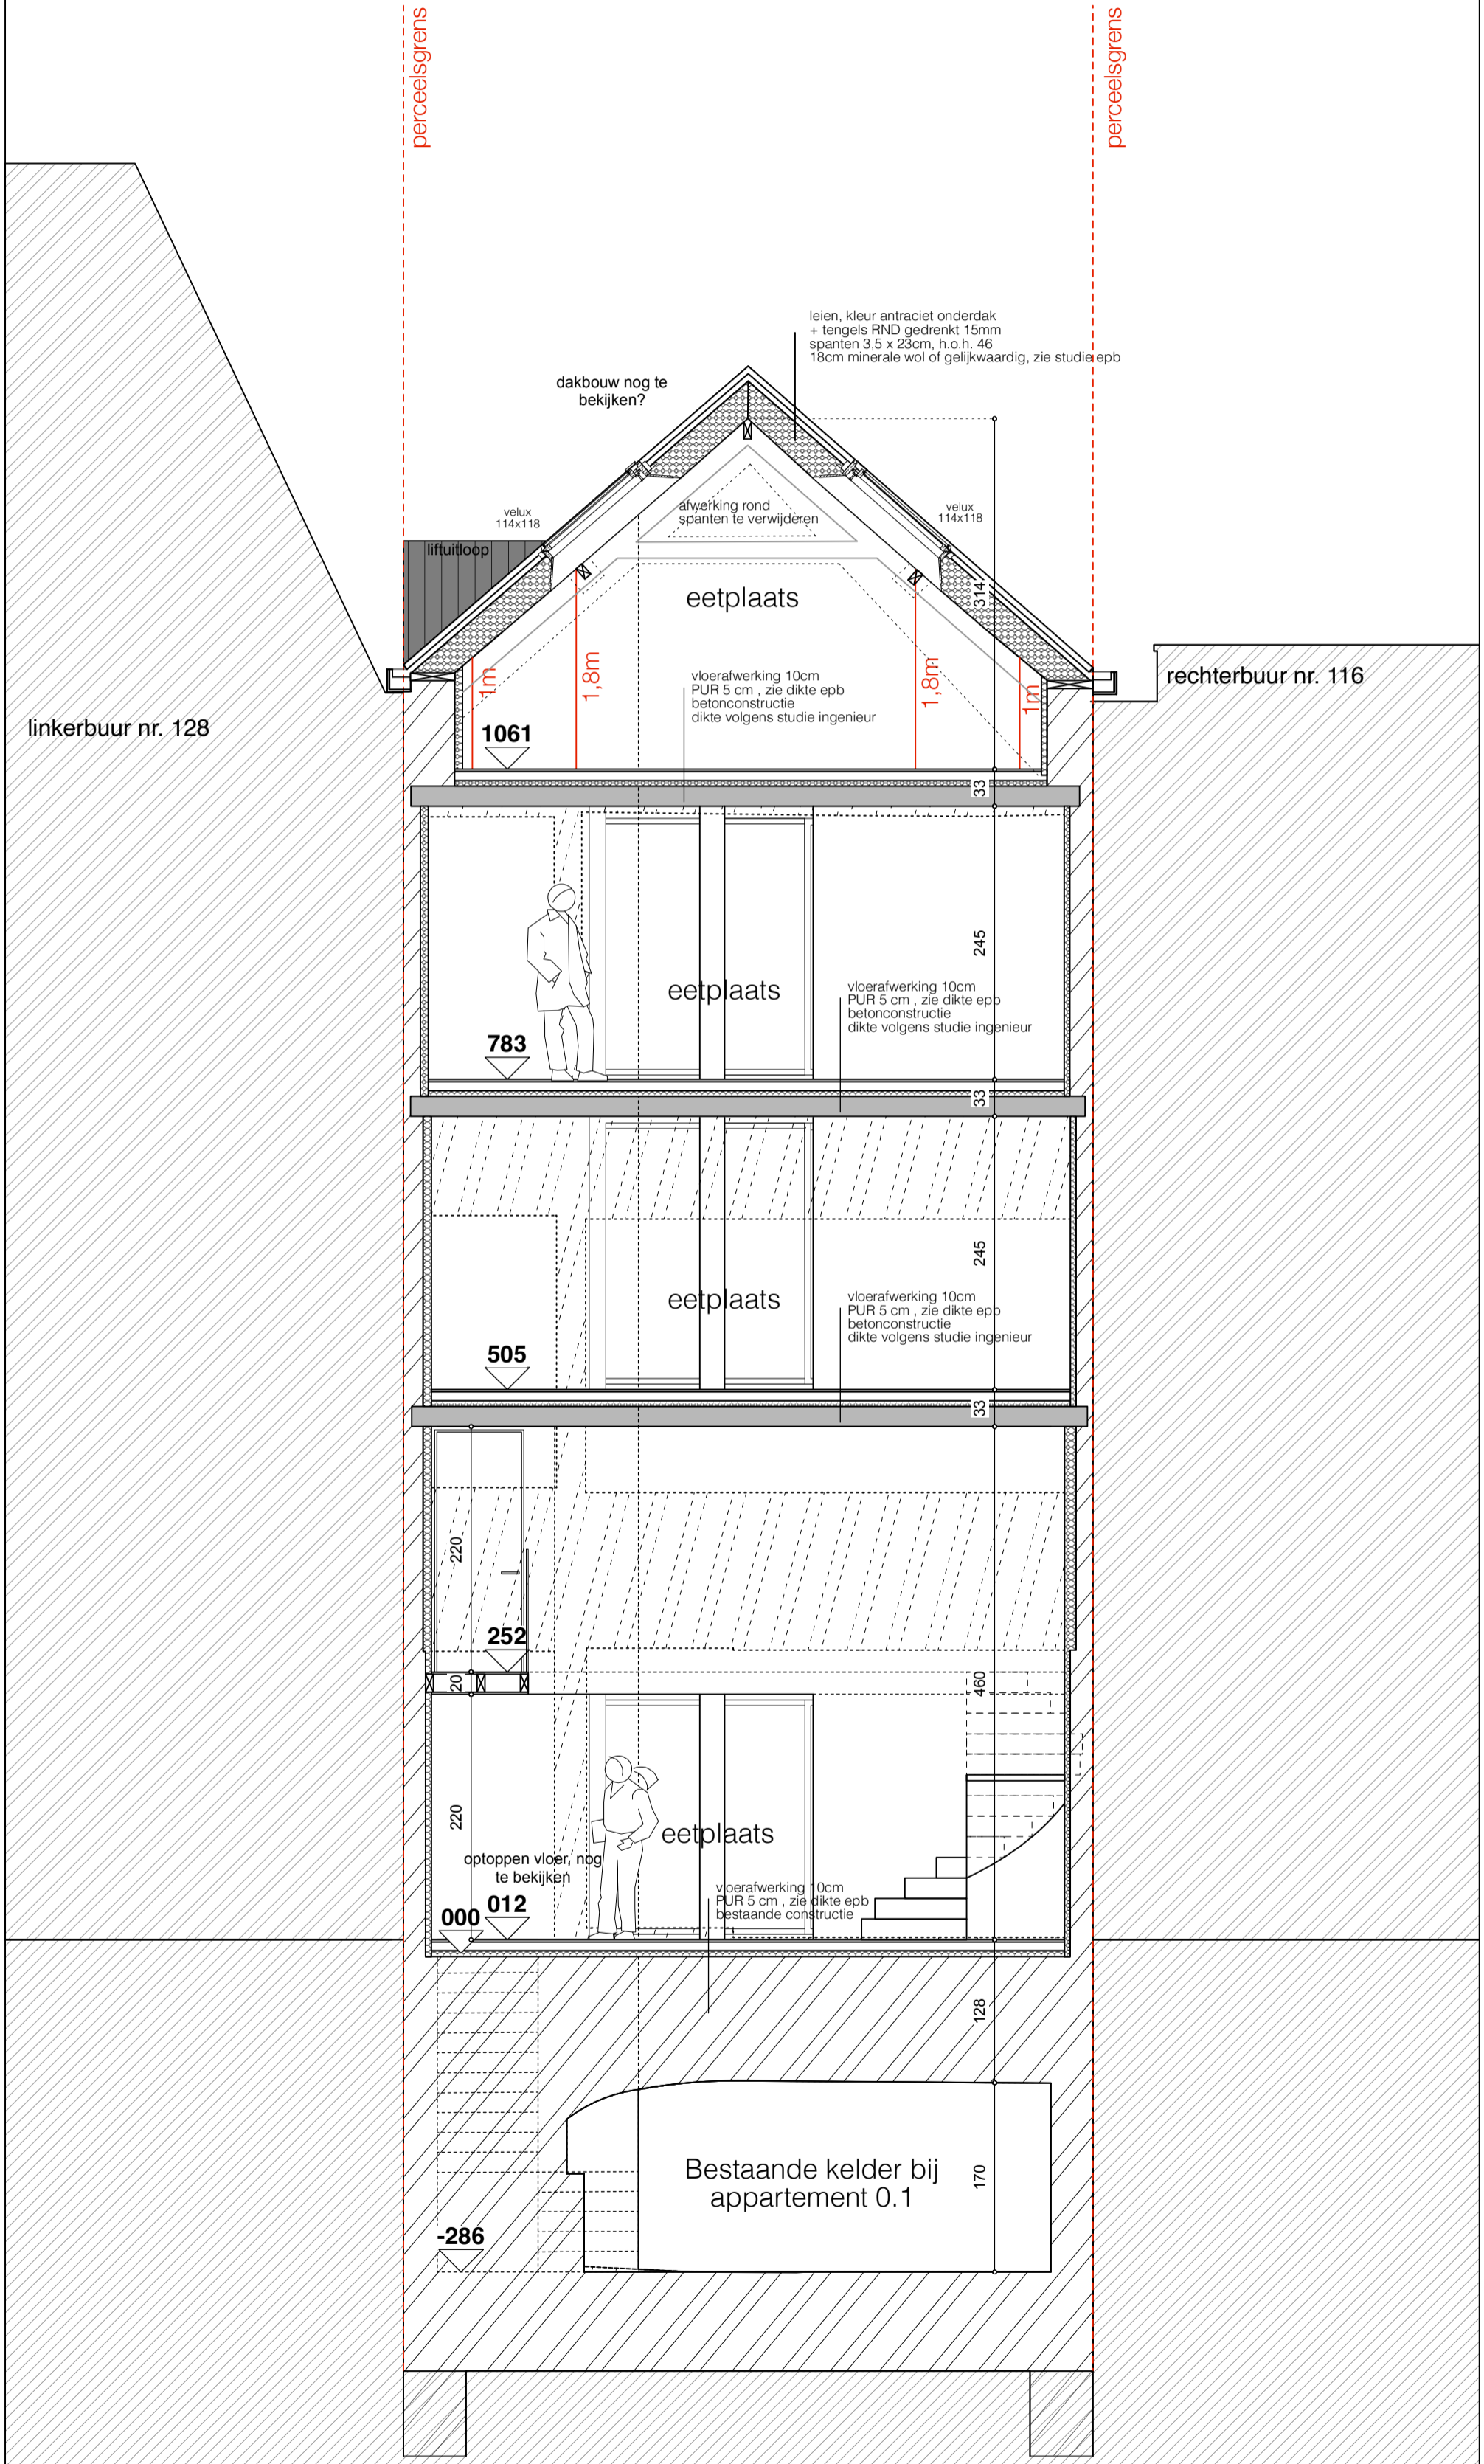 perceelsgrens
perceelsgrens
leien, kleur antraciet onderdak
+ tengels RND gedrenkt 15mm
spanten 3,5 x 23cm, h.o.h. 46
18cm minerale wol of gelijkwaardig, zie studie epb
dakbouw nog te
bekijken?
velux
114x118
afwerking rond
spanten te verwijderen
velux
114x118
liftuitloop
eetplaats
314
1m
1,8m
1,8m
1m
vloerafwerking 10cm
PUR 5 cm , zie dikte epb
betonconstructie
dikte volgens studie ingenieur
rechterbuur nr. 116
linkerbuur nr. 128
1061
33
245
eetplaats
vloerafwerking 10cm
PUR 5 cm , zie dikte epb
betonconstructie
dikte volgens studie ingenieur
783
33
245
eetplaats
vloerafwerking 10cm
PUR 5 cm , zie dikte epb
betonconstructie
dikte volgens studie ingenieur
505
33
220
252
20
460
220
eetplaats
optoppen vloer, nog
te bekijken
vloerafwerking 10cm
PUR 5 cm , zie dikte epb
bestaande constructie
000
012
128
Bestaande kelder bij
appartement 0.1
170
-286